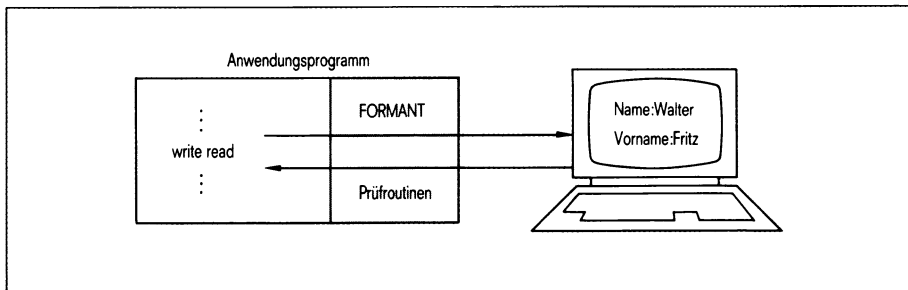 Anwendungsprogramm
FORMANT
write read
Prüfroutinen
Name:Walter
Vorname:Fritz